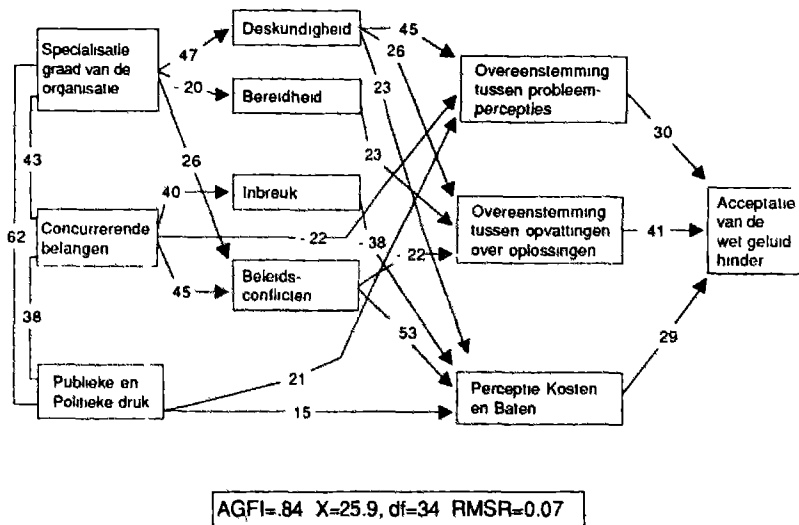 Specialisatie
graad van de
organisatie
Concurrerende
belangen
Publieke en
Politieke druk
43
62
38
47
- 20
26
40
45
Deskundigheid
Bereidheid
Inbreuk
Beleids-
conflicten
45
26
23
23
- 22
- 38
- 22
53
21
15
Overeenstemming
tussen probleem-
percepties
Overeenstemming
tussen opvattingen
over oplossingen
Perceptie Kosten
en Baten
30
41
29
Acceptatie
van de
wet geluid
hinder
AGFI=.84 X=25.9, df=34 RMSR=0.07